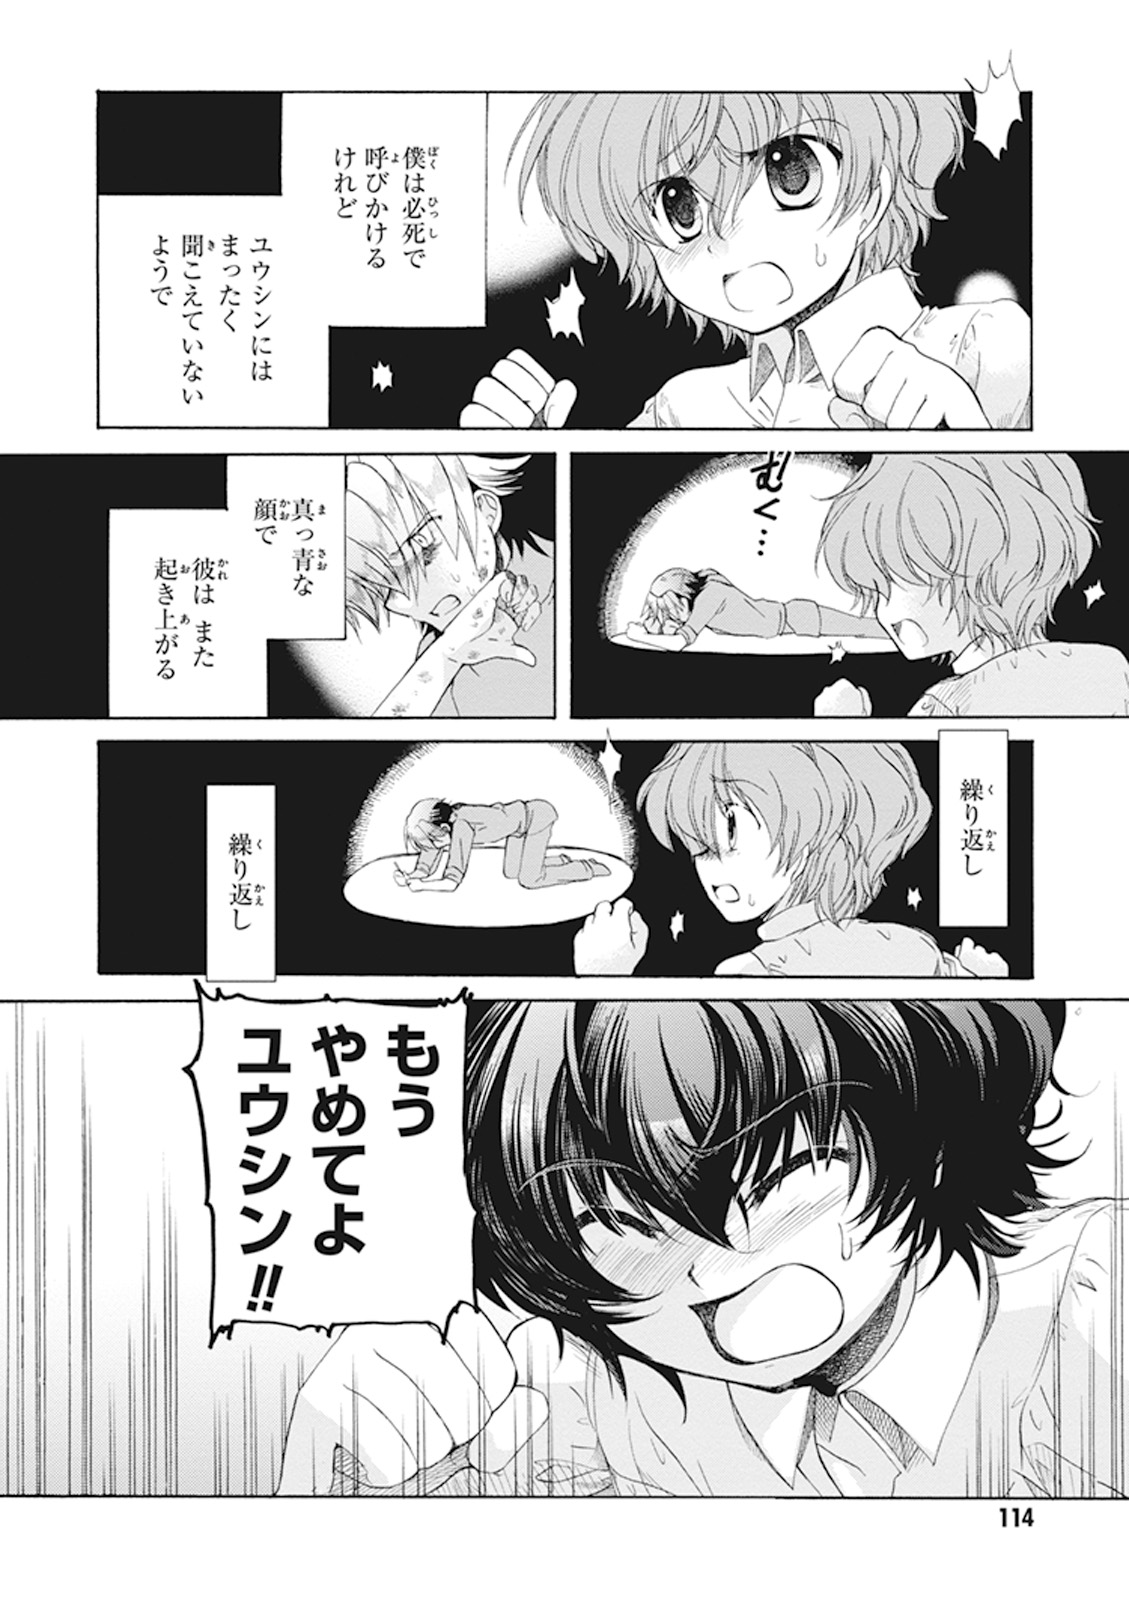 僕は必死で
呼びかける
けれど
ユウシンには
まったく
聞こえていない
ようで
むく…
真っ青な
顔で
彼は また
起き上がる
繰り返し
繰り返し
もう
やめてよ
ユウシン!!
114